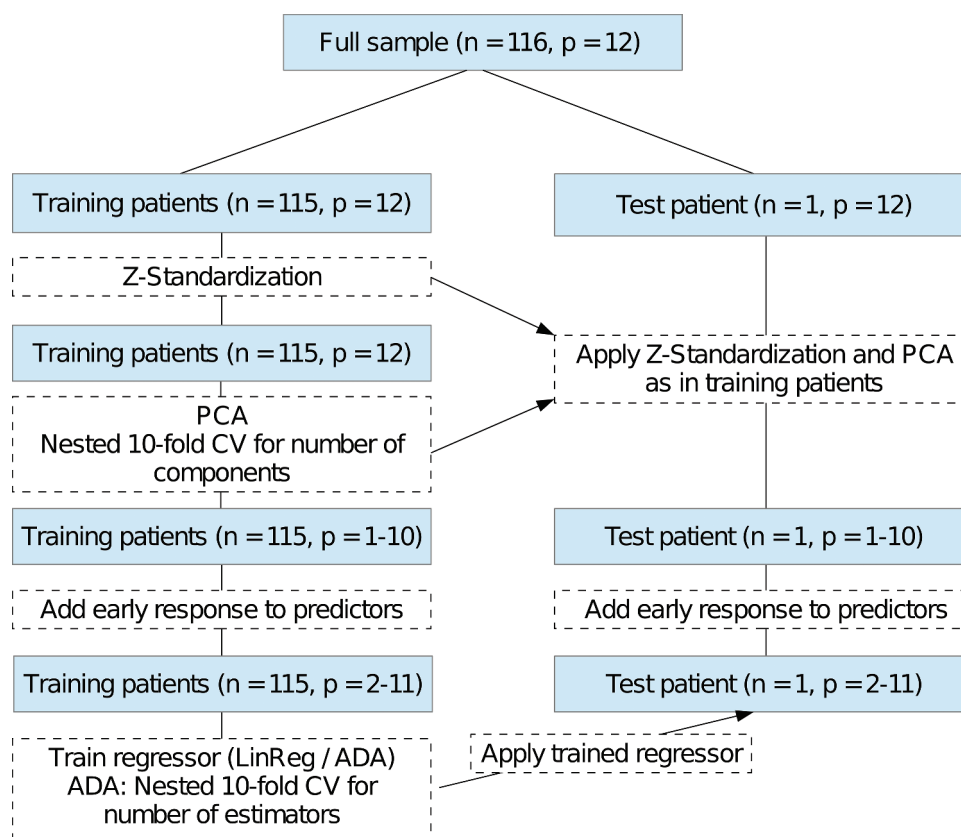 Full sample (n = 116, p = 12)
Training patients (n = 115, p = 12)
Test patient (n = 1, p = 12)
Z-Standardization
Training patients (n = 115, p = 12)
Apply Z-Standardization and PCA
as in training patients
PCA
Nested 10-fold CV for number of
components
Training patients (n = 115, p = 1-10)
Test patient (n = 1, p = 1-10)
Add early response to predictors
Add early response to predictors
Training patients (n = 115, p = 2-11)
Test patient (n = 1, p = 2-11)
Train regressor (LinReg / ADA)
ADA: Nested 10-fold CV for
number of estimators
Apply trained regressor